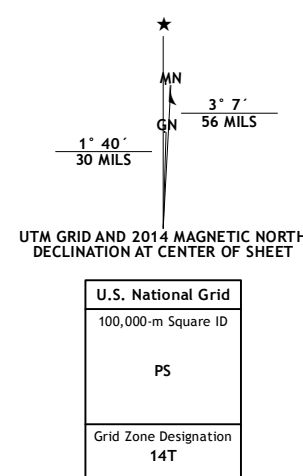 MN
3° 7´
GN
56 MILS
1° 40´
30 MILS
UTM GRID AND 2014 MAGNETIC NORTH
DECLINATION AT CENTER OF SHEET
U.S. National Grid
100,000-m Square ID
PS
Grid Zone Designation
14T